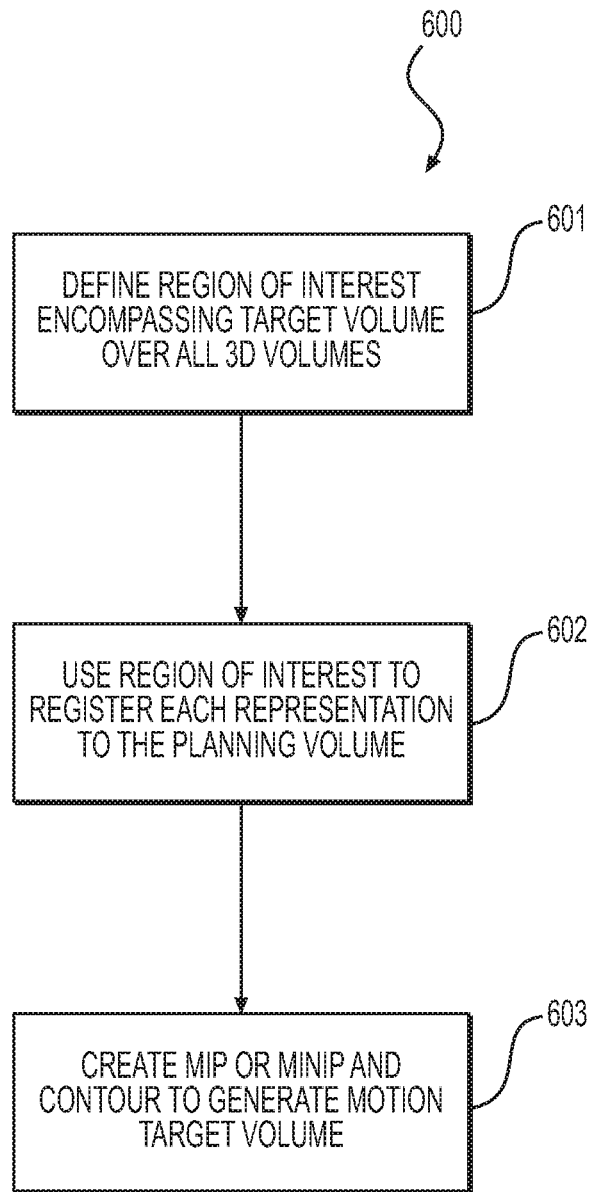 600
601
DEFINE REGION OF INTEREST
ENCOMPASSING TARGET VOLUME
OVER ALL 3D VOLUMES
602
USE REGION OF INTEREST TO
REGISTER EACH REPRESENTATION
TO THE PLANNING VOLUME
603
CREATE MIP OR MINIP AND
CONTOUR TO GENERATE MOTION
TARGET VOLUME